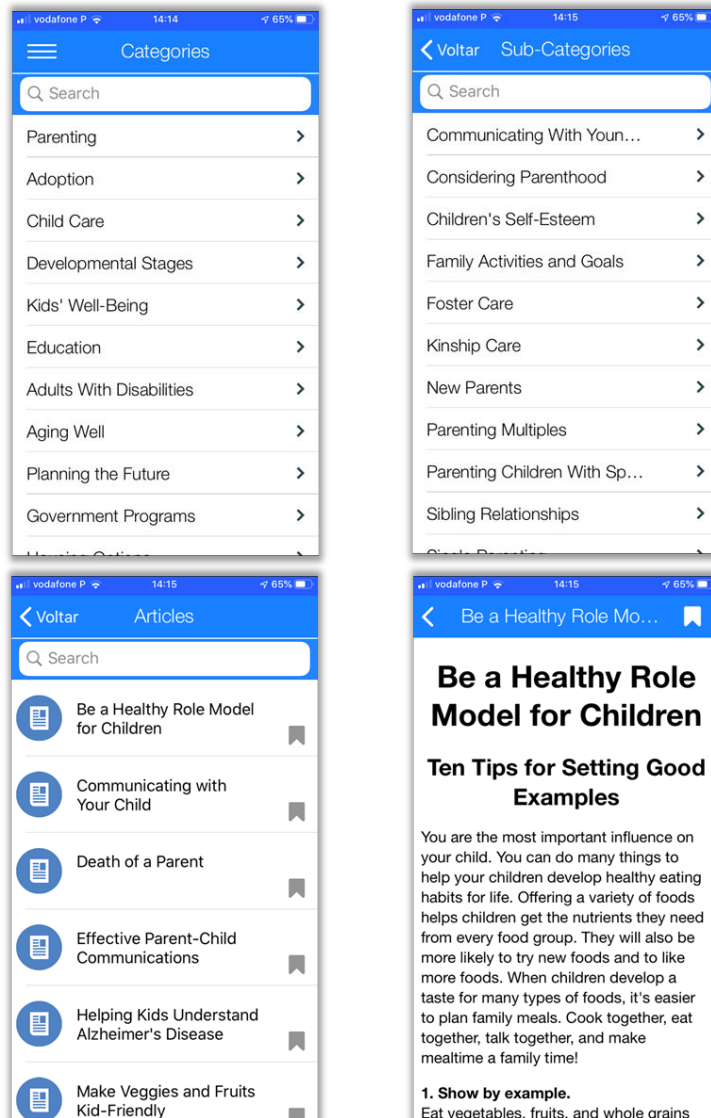 vodafone P 14:14 65%
Categories
Search
Parenting
Adoption
Child Care
Developmental Stages
Kids' Well-Being
Education
Adults With Disabilities
Aging Well
Planning the Future
Government Programs
vodafone P 14:15 65%
Voltar Sub-Categories
Search
Communicating With Youn...
Considering Parenthood
Children's Self-Esteem
Family Activities and Goals
Foster Care
Kinship Care
New Parents
Parenting Multiples
Parenting Children With Sp...
Sibling Relationships
vodafone P 14:15 65%
Voltar Articles
Search
Be a Healthy Role Model
for Children
Communicating with
Your Child
Death of a Parent
Effective Parent-Child
Communications
Helping Kids Understand
Alzheimer's Disease
Make Veggies and Fruits
Kid-Friendly
vodafone P 14:15 65%
Be a Healthy Role Mo...
Be a Healthy Role
Model for Children
Ten Tips for Setting Good
Examples
You are the most important influence on
your child. You can do many things to
help your children develop healthy eating
habits for life. Offering a variety of foods
helps children get the nutrients they need
from every food group. They will also be
more likely to try new foods and to like
more foods. When children develop a
taste for many types of foods, it's easier
to plan family meals. Cook together, eat
together, talk together, and make
mealtime a family time!
1. Show by example.
Eat vegetables, fruits, and whole grains